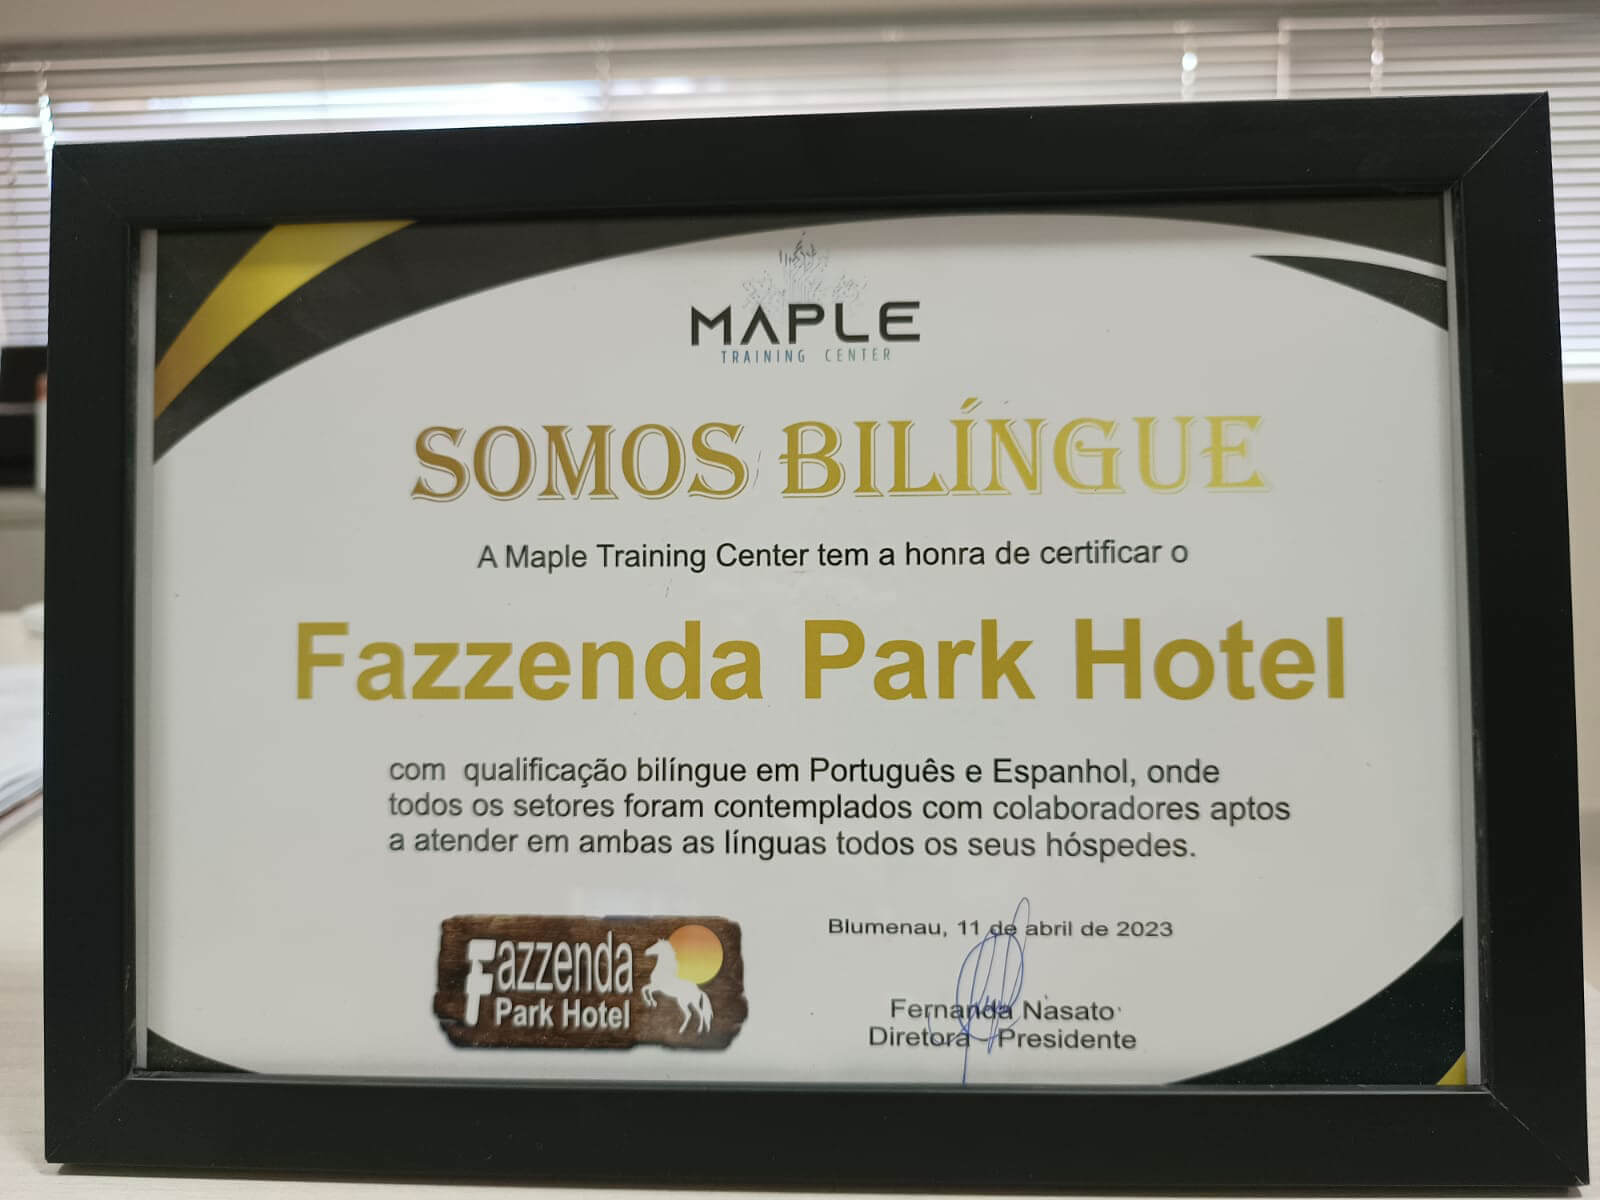 MAPLE
TRAINING CENTER
SOMOS BILÍNGUE
A Maple Training Center tem a honra de certificar o
Fazzenda Park Hotel
com qualificação bilíngue em Português e Espanhol, onde
todos os setores foram contemplados com colaboradores aptos
a atender em ambas as línguas todos os seus hóspedes.
Fazzenda
Park Hotel
Blumenau, 11 de abril de 2023
Fernanda Nasato
Diretora - Presidente